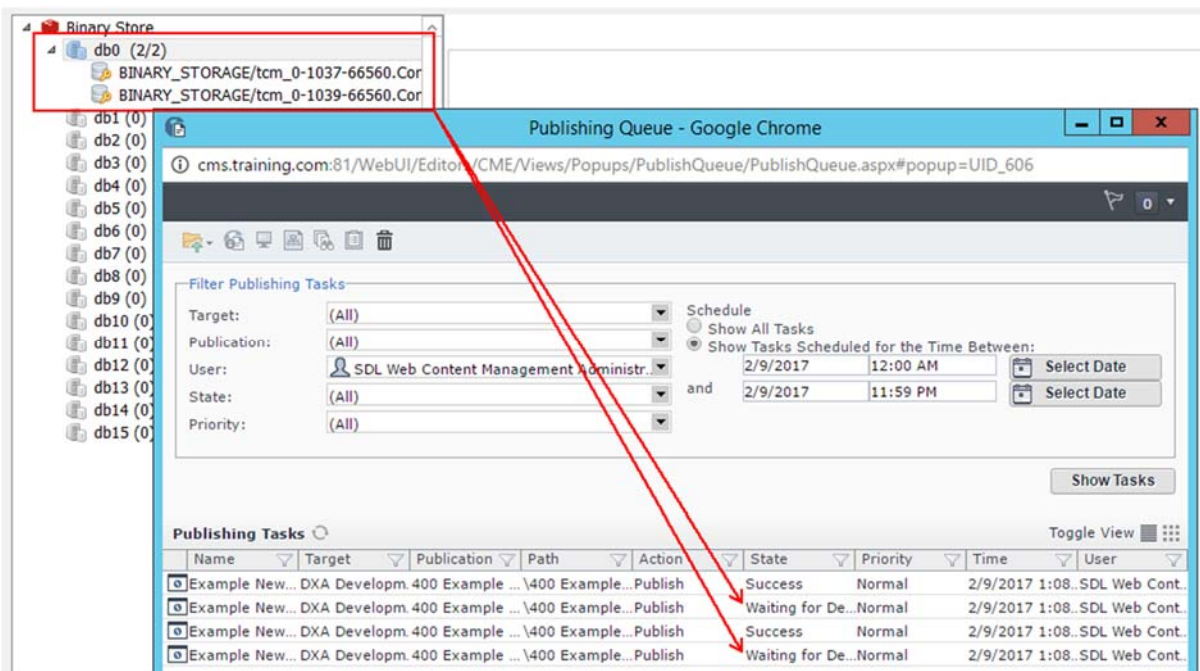 Binary Store
db0 (2/2)
BINARY_STORAGE/tcm_0-1037-66560.Cor
BINARY_STORAGE/tcm_0-1039-66560.Cor
db1 (0)
db2 (0)
db3 (0)
db4 (0)
db5 (0)
db6 (0)
db7 (0)
db8 (0)
db9 (0)
db10 (0)
db11 (0)
db12 (0)
db13 (0)
db14 (0)
db15 (0)
Publishing Queue - Google Chrome
cms.training.com:81/WebUI/Editors/CME/Views/Popups/PublishQueue/PublishQueue.aspx#popup=UID_606
0
Filter Publishing Tasks
Target: (All)
Publication: (All)
User: SDL Web Content Management Administr..
State: (All)
Priority: (All)
Schedule
Show All Tasks
Show Tasks Scheduled for the Time Between:
2/9/2017 12:00 AM Select Date
and 2/9/2017 11:59 PM Select Date
Show Tasks
Publishing Tasks
Toggle View
Name Target Publication Path Action State Priority Time User
Example New... DXA Developm. 400 Example ... \400 Example... Publish Success Normal 2/9/2017 1:08.. SDL Web Cont..
Example New... DXA Developm. 400 Example ... \400 Example... Publish Waiting for De... Normal 2/9/2017 1:08.. SDL Web Cont..
Example New... DXA Developm. 400 Example ... \400 Example... Publish Success Normal 2/9/2017 1:08.. SDL Web Cont..
Example New... DXA Developm. 400 Example ... \400 Example... Publish Waiting for De... Normal 2/9/2017 1:08.. SDL Web Cont..